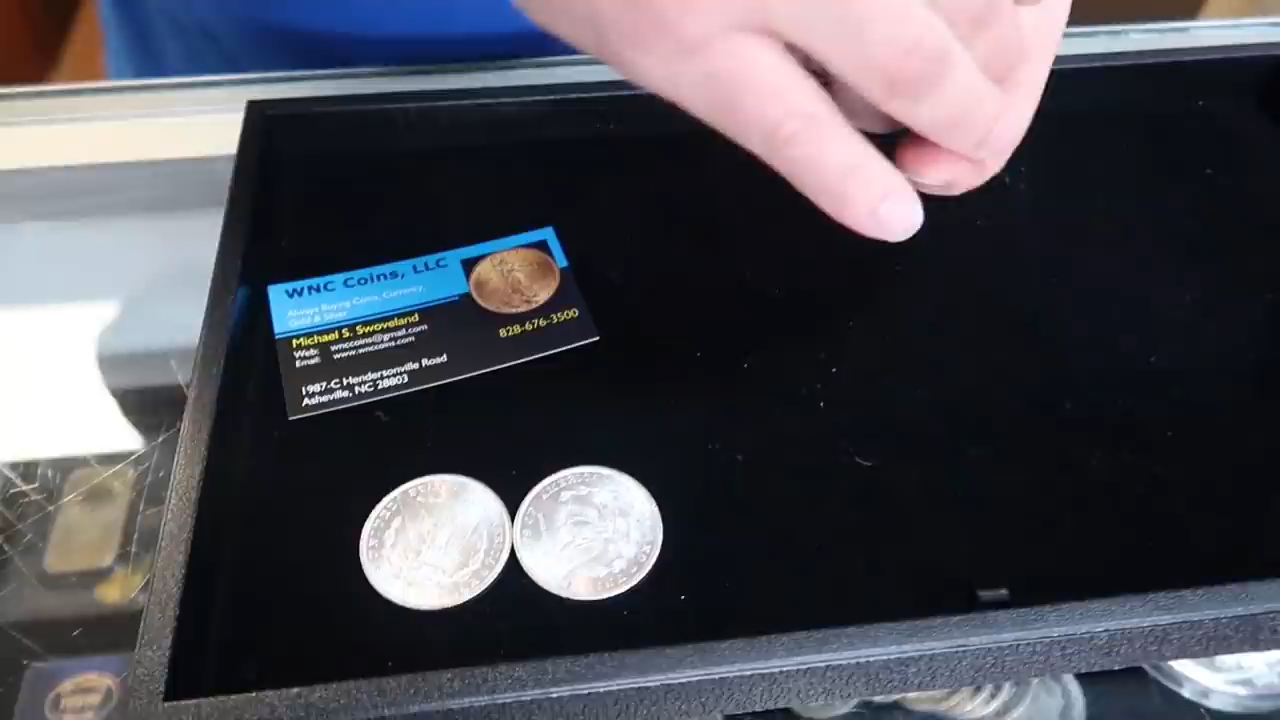 WNC Coins, LLC
Always Buying Coins, Currency,
Gold & Silver
Michael S. Swoveland
828-676-3500
Web: wnccoins@gmail.com
Email: www.wnccoins.com
1987-C Hendersonville Road
Asheville, NC 28803